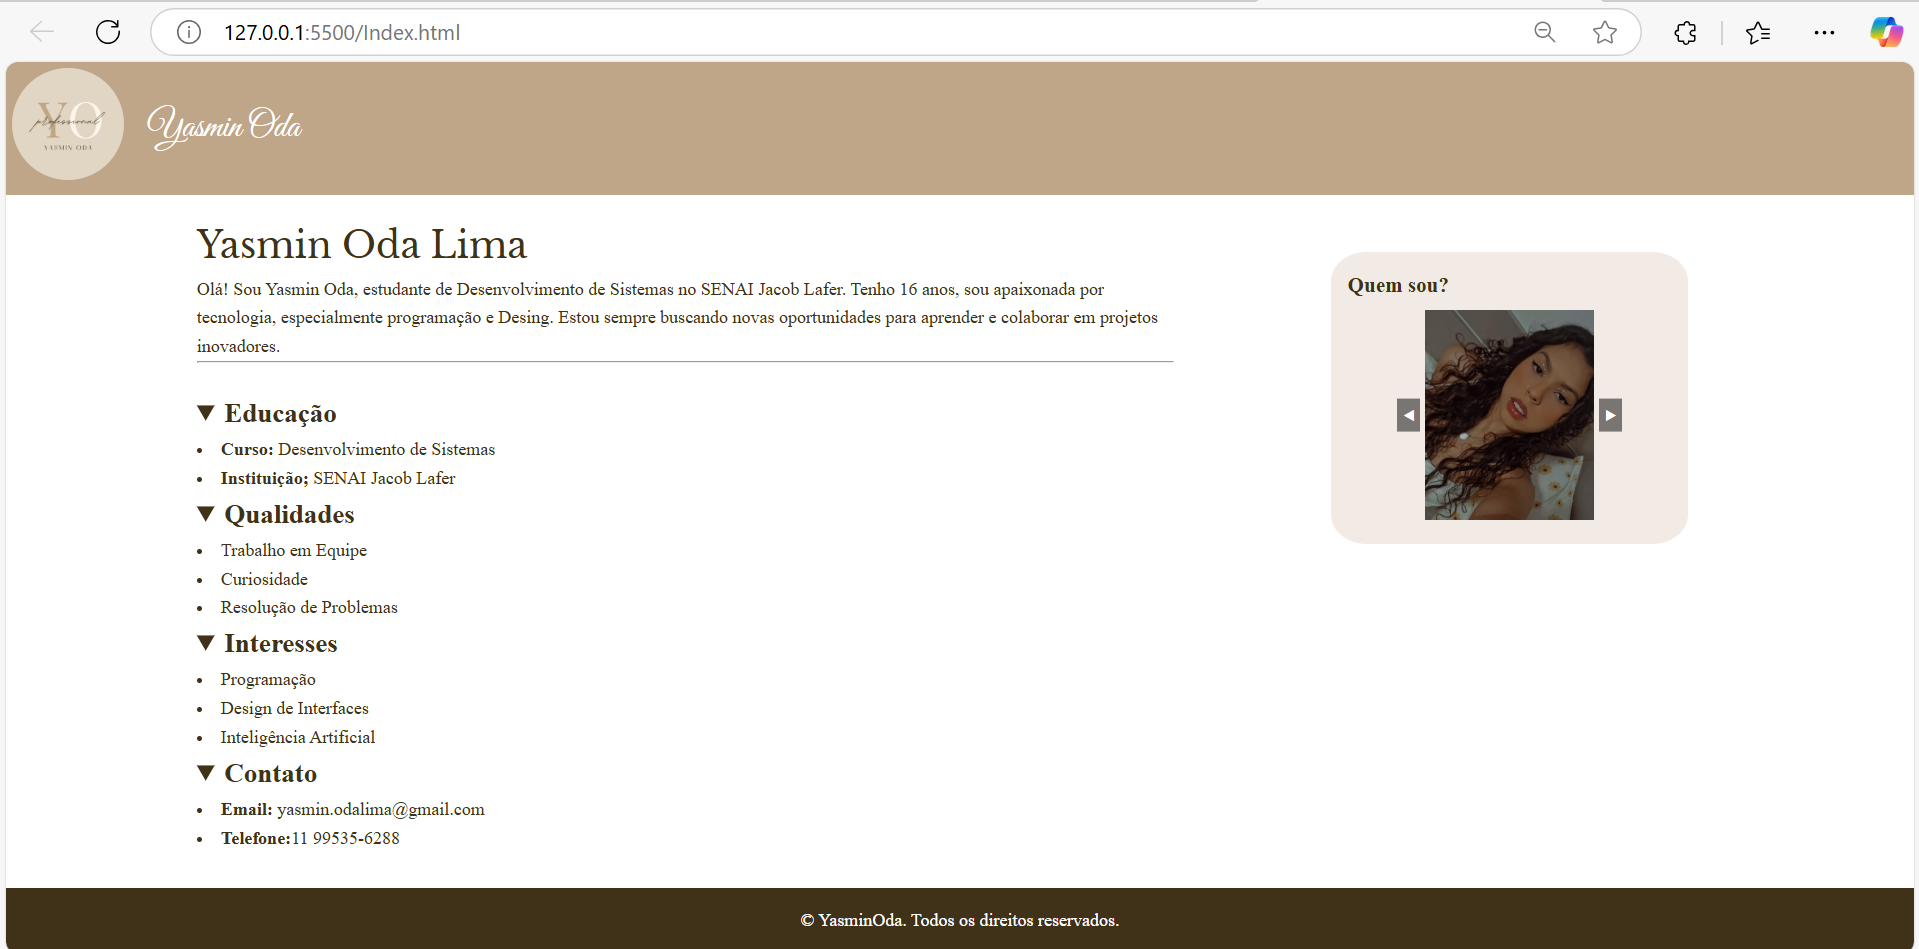 127.0.0.1:5500/Index.html
YO
professional
YASMIN ODA
Yasmin Oda
Yasmin Oda Lima
Olá! Sou Yasmin Oda, estudante de Desenvolvimento de Sistemas no SENAI Jacob Lafer. Tenho 16 anos, sou apaixonada por
tecnologia, especialmente programação e Desing. Estou sempre buscando novas oportunidades para aprender e colaborar em projetos
inovadores.
▼ Educação
• Curso: Desenvolvimento de Sistemas
• Instituição; SENAI Jacob Lafer
▼ Qualidades
• Trabalho em Equipe
• Curiosidade
• Resolução de Problemas
▼ Interesses
• Programação
• Design de Interfaces
• Inteligência Artificial
▼ Contato
• Email: yasmin.odalima@gmail.com
• Telefone:11 99535-6288
Quem sou?
© YasminOda. Todos os direitos reservados.